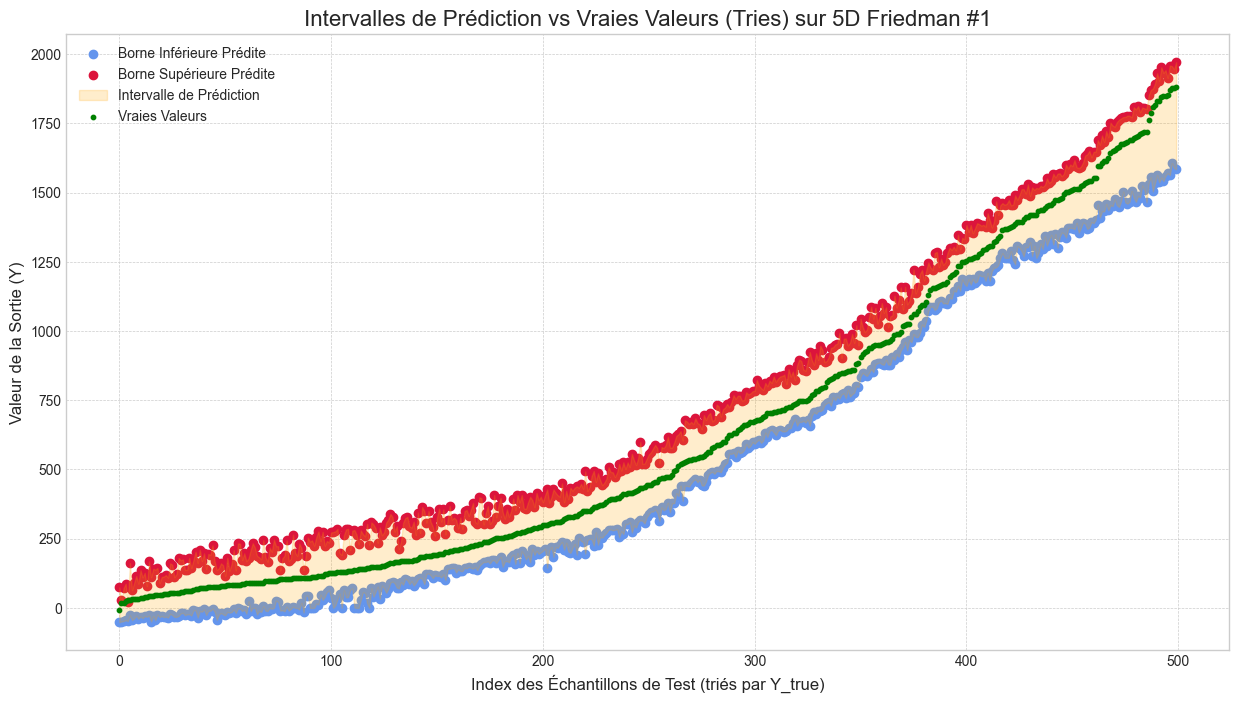 Intervalles de Prédiction vs Vraies Valeurs (Tries) sur 5D Friedman #1
Borne Inférieure Prédite
Borne Supérieure Prédite
Intervalle de Prédiction
Vraies Valeurs
Valeur de la Sortie (Y)
2000
1750
1500
1250
1000
750
500
250
0
0 100 200 300 400 500
Index des Échantillons de Test (triés par Y_true)